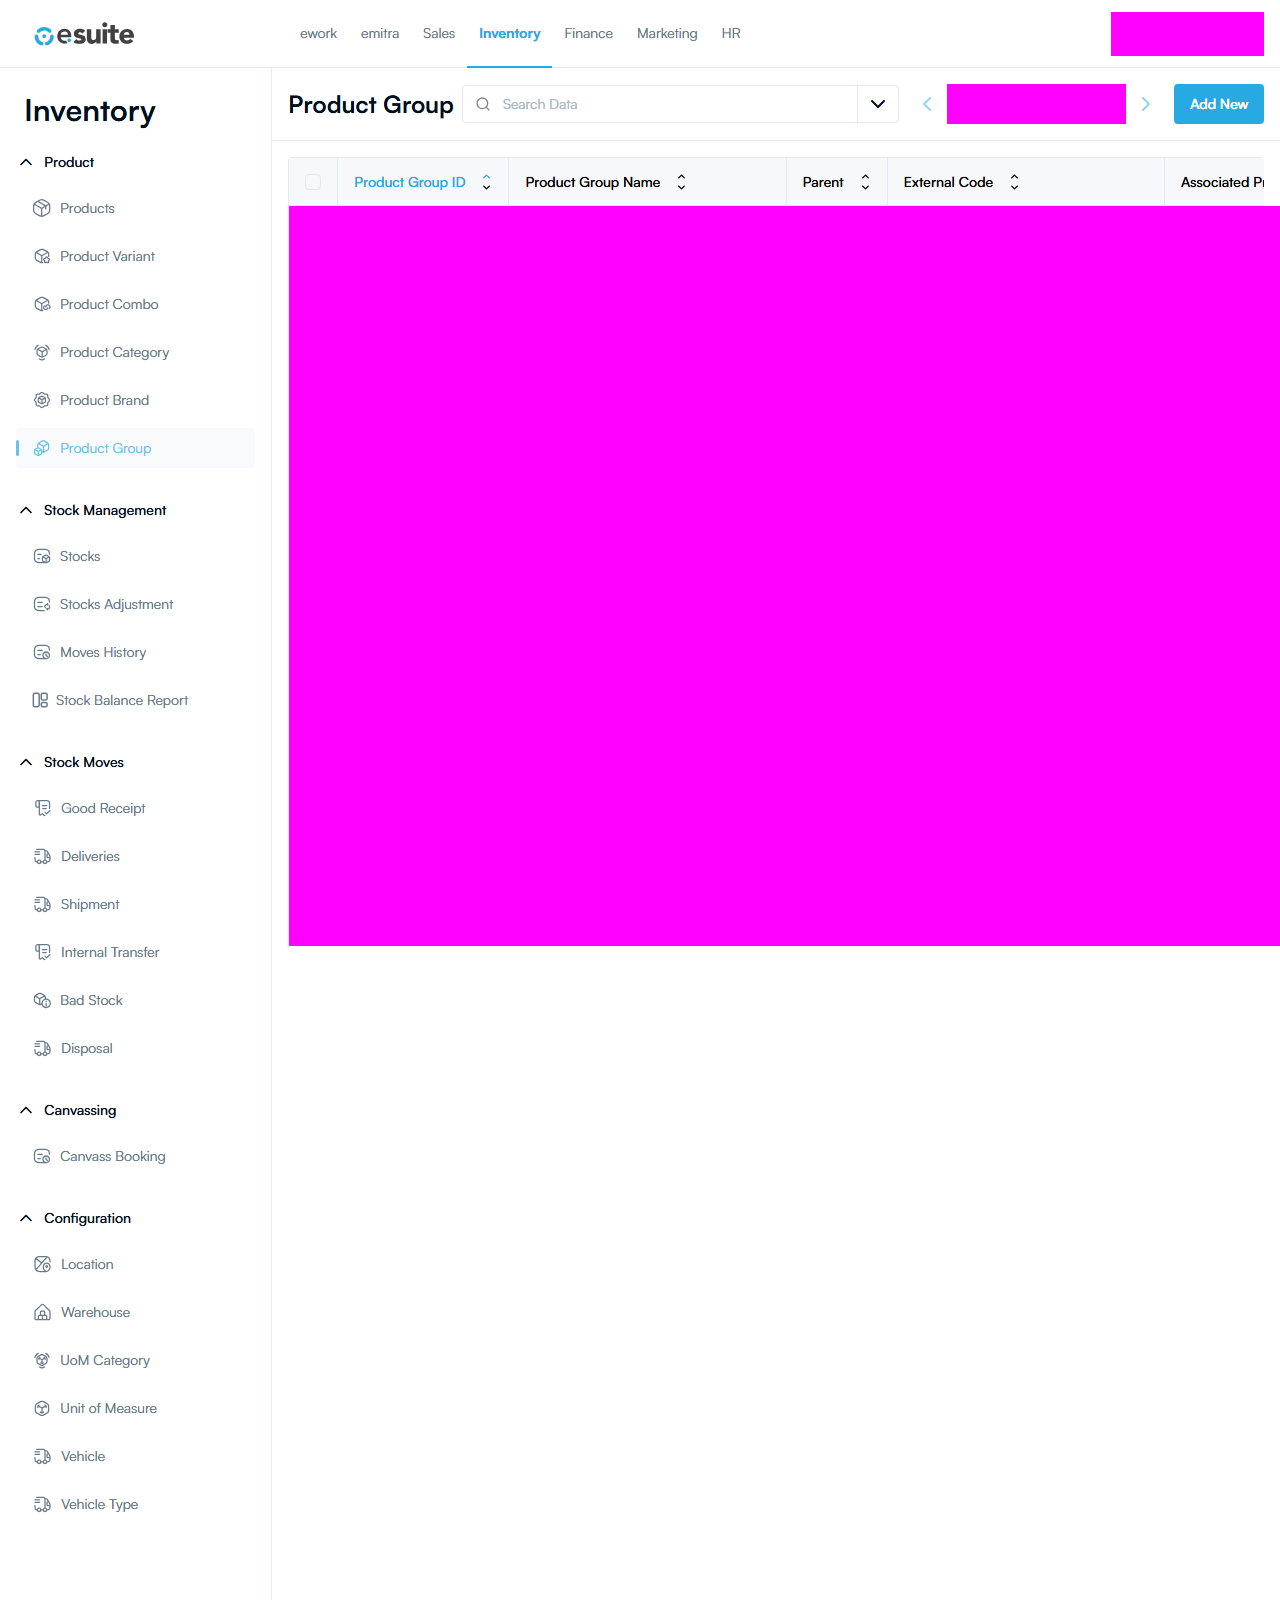 esuite
ework
emitra
Sales
Inventory
Finance
Marketing
HR
Inventory
Product
Products
Product Variant
Product Combo
Product Category
Product Brand
Product Group
Stock Management
Stocks
Stocks Adjustment
Moves History
Stock Balance Report
Stock Moves
Good Receipt
Deliveries
Shipment
Internal Transfer
Bad Stock
Disposal
Canvassing
Canvass Booking
Configuration
Location
Warehouse
UoM Category
Unit of Measure
Vehicle
Vehicle Type
Product Group
Search Data
Add New
Product Group ID
Product Group Name
Parent
External Code
Associated